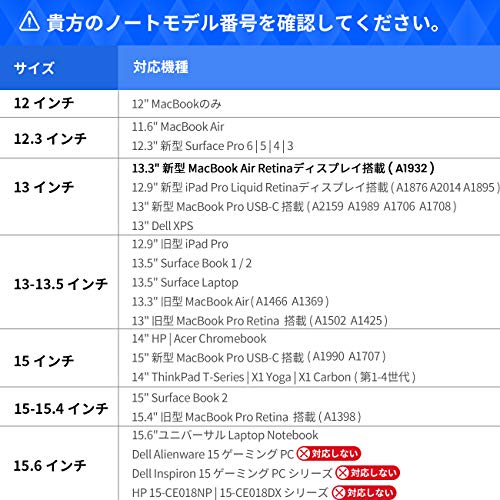 貴方のノートモデル番号を確認してください。
サイズ 対応機種
12 インチ 12" MacBookのみ
12.3 インチ
11.6" MacBook Air
12.3" 新型 Surface Pro 6 | 5 | 4 | 3
13 インチ
13.3" 新型 MacBook Air Retinaディスプレイ搭載 ( A1932 )
12.9" 新型 iPad Pro Liquid Retinaディスプレイ搭載 ( A1876 A2014 A1895 )
13" 新型 MacBook Pro USB-C 搭載 ( A2159 A1989 A1706 A1708 )
13" Dell XPS
13-13.5 インチ
12.9" 旧型 iPad Pro
13.5" Surface Book 1 / 2
13.5" Surface Laptop
13.3" 旧型 MacBook Air ( A1466 A1369 )
13" 旧型 MacBook Pro Retina 搭載 ( A1502 A1425 )
15 インチ
14" HP | Acer Chromebook
15" 新型 MacBook Pro USB-C 搭載 ( A1990 A1707 )
14" ThinkPad T-Series | X1 Yoga | X1 Carbon ( 第1-4世代 )
15-15.4 インチ
15" Surface Book 2
15.4" 旧型 MacBook Pro Retina 搭載 ( A1398 )
15.6 インチ
15.6"ユニバーサル Laptop Notebook
Dell Alienware 15 ゲーミング PC 対応しない
Dell Inspiron 15 ゲーミング PC シリーズ 対応しない
HP 15-CE018NP | 15-CE018DX シリーズ 対応しない